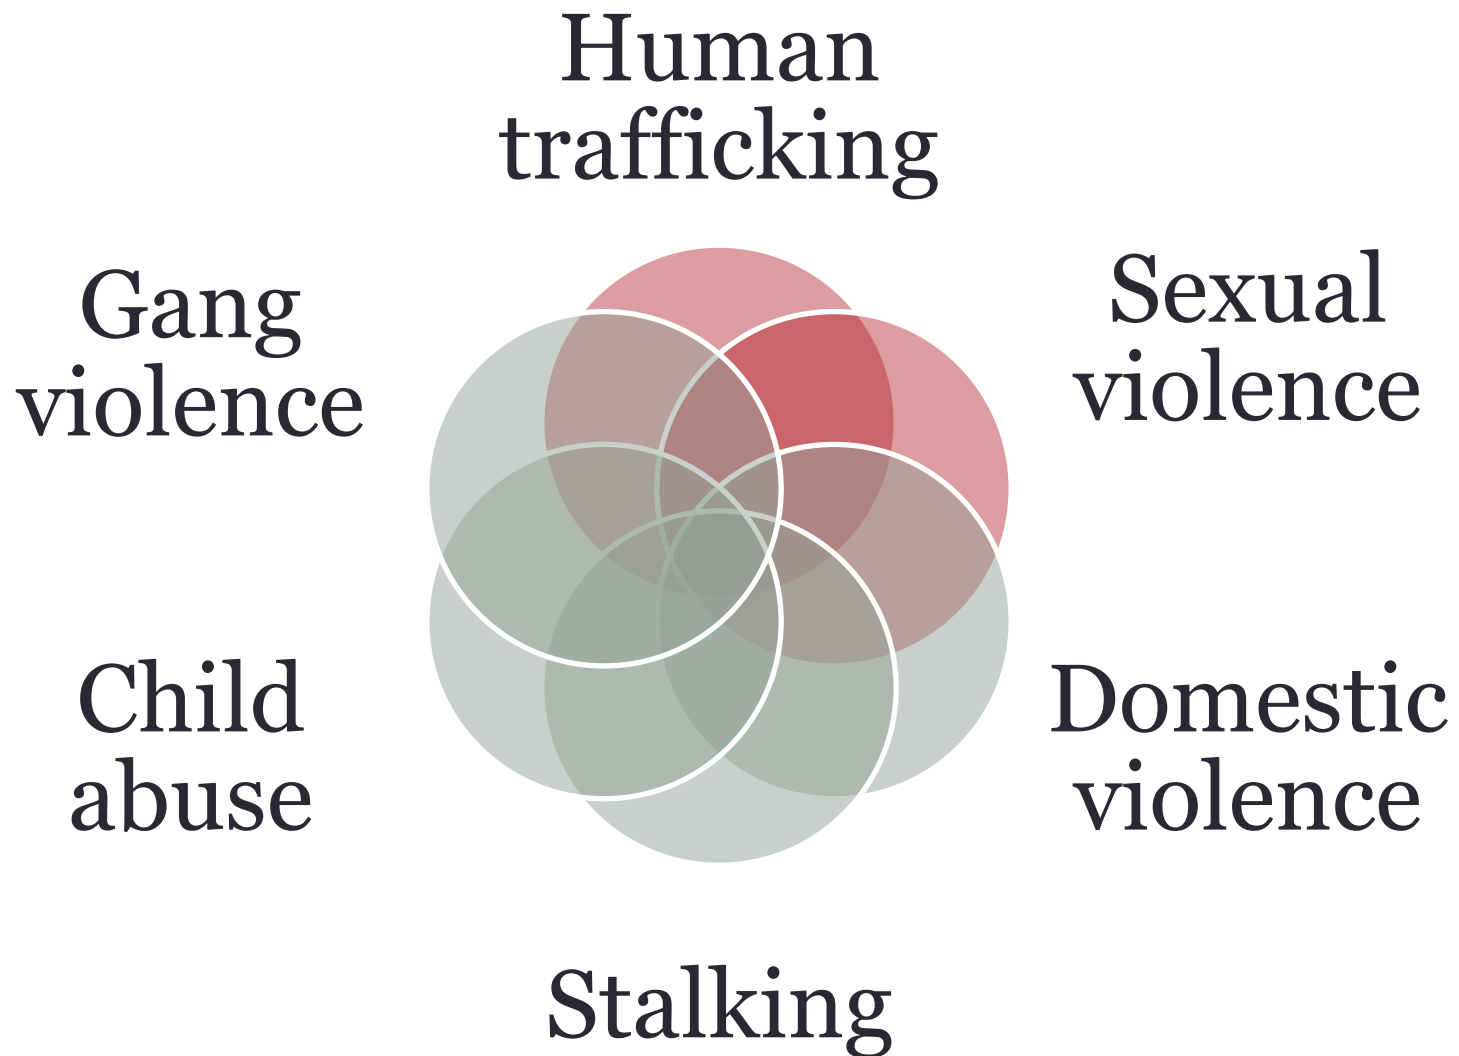 Human
trafficking
Gang
violence
Sexual
violence
Child
abuse
Domestic
violence
Stalking